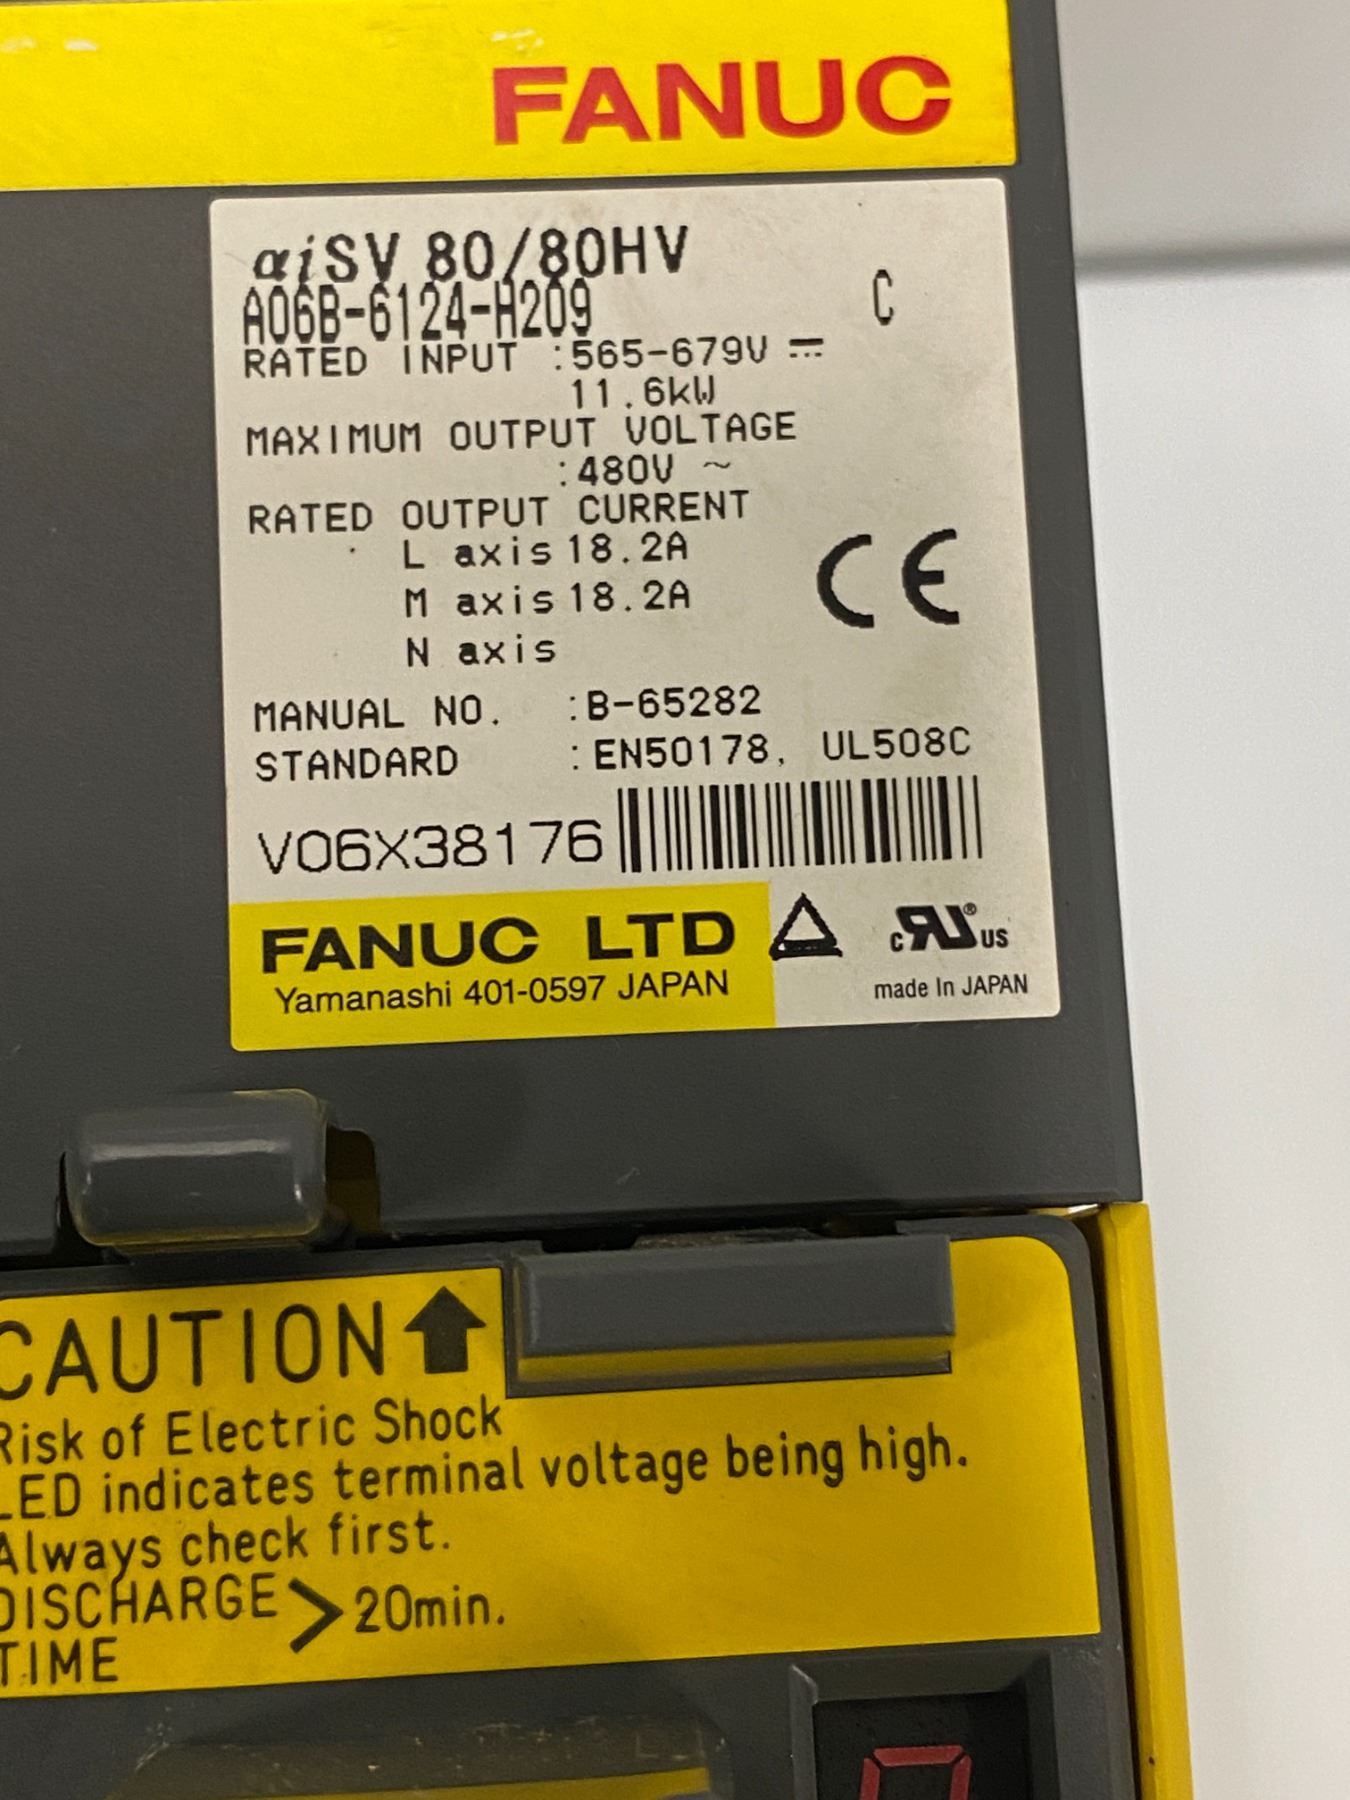 FANUC
αiSV 80/80HV
A06B-6124-H209 C
RATED INPUT :565-679V ⎓
11.6kW
MAXIMUM OUTPUT VOLTAGE
:480V ~
RATED OUTPUT CURRENT
L axis 18.2A
M axis 18.2A
N axis
CE
MANUAL NO. :B-65282
STANDARD :EN50178, UL508C
V06X38176
FANUC LTD
Yamanashi 401-0597 JAPAN
c RU® US
made In JAPAN
CAUTION
Risk of Electric Shock
LED indicates terminal voltage being high.
Always check first.
DISCHARGE TIME > 20min.